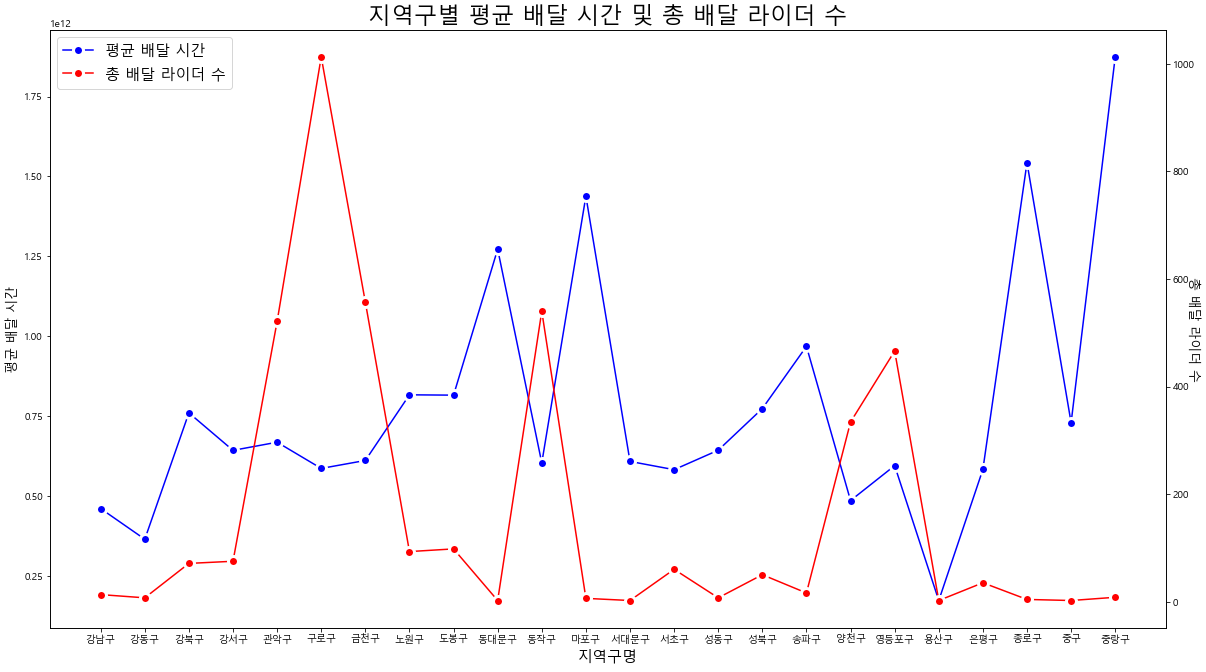 지역구별 평균 배달 시간 및 총 배달 라이더 수
1e12
평균 배달 시간
총 배달 라이더 수
1.75
1.50
1.25
1.00
0.75
0.50
0.25
평균 배달 시간
1000
800
600
400
200
0
총 배달 라이더 수
강남구 강동구 강북구 강서구 관악구 구로구 금천구 노원구 도봉구 동대문구 동작구 마포구 서대문구 서초구 성동구 성북구 송파구 양천구 영등포구 용산구 은평구 종로구 중구 중랑구
지역구명